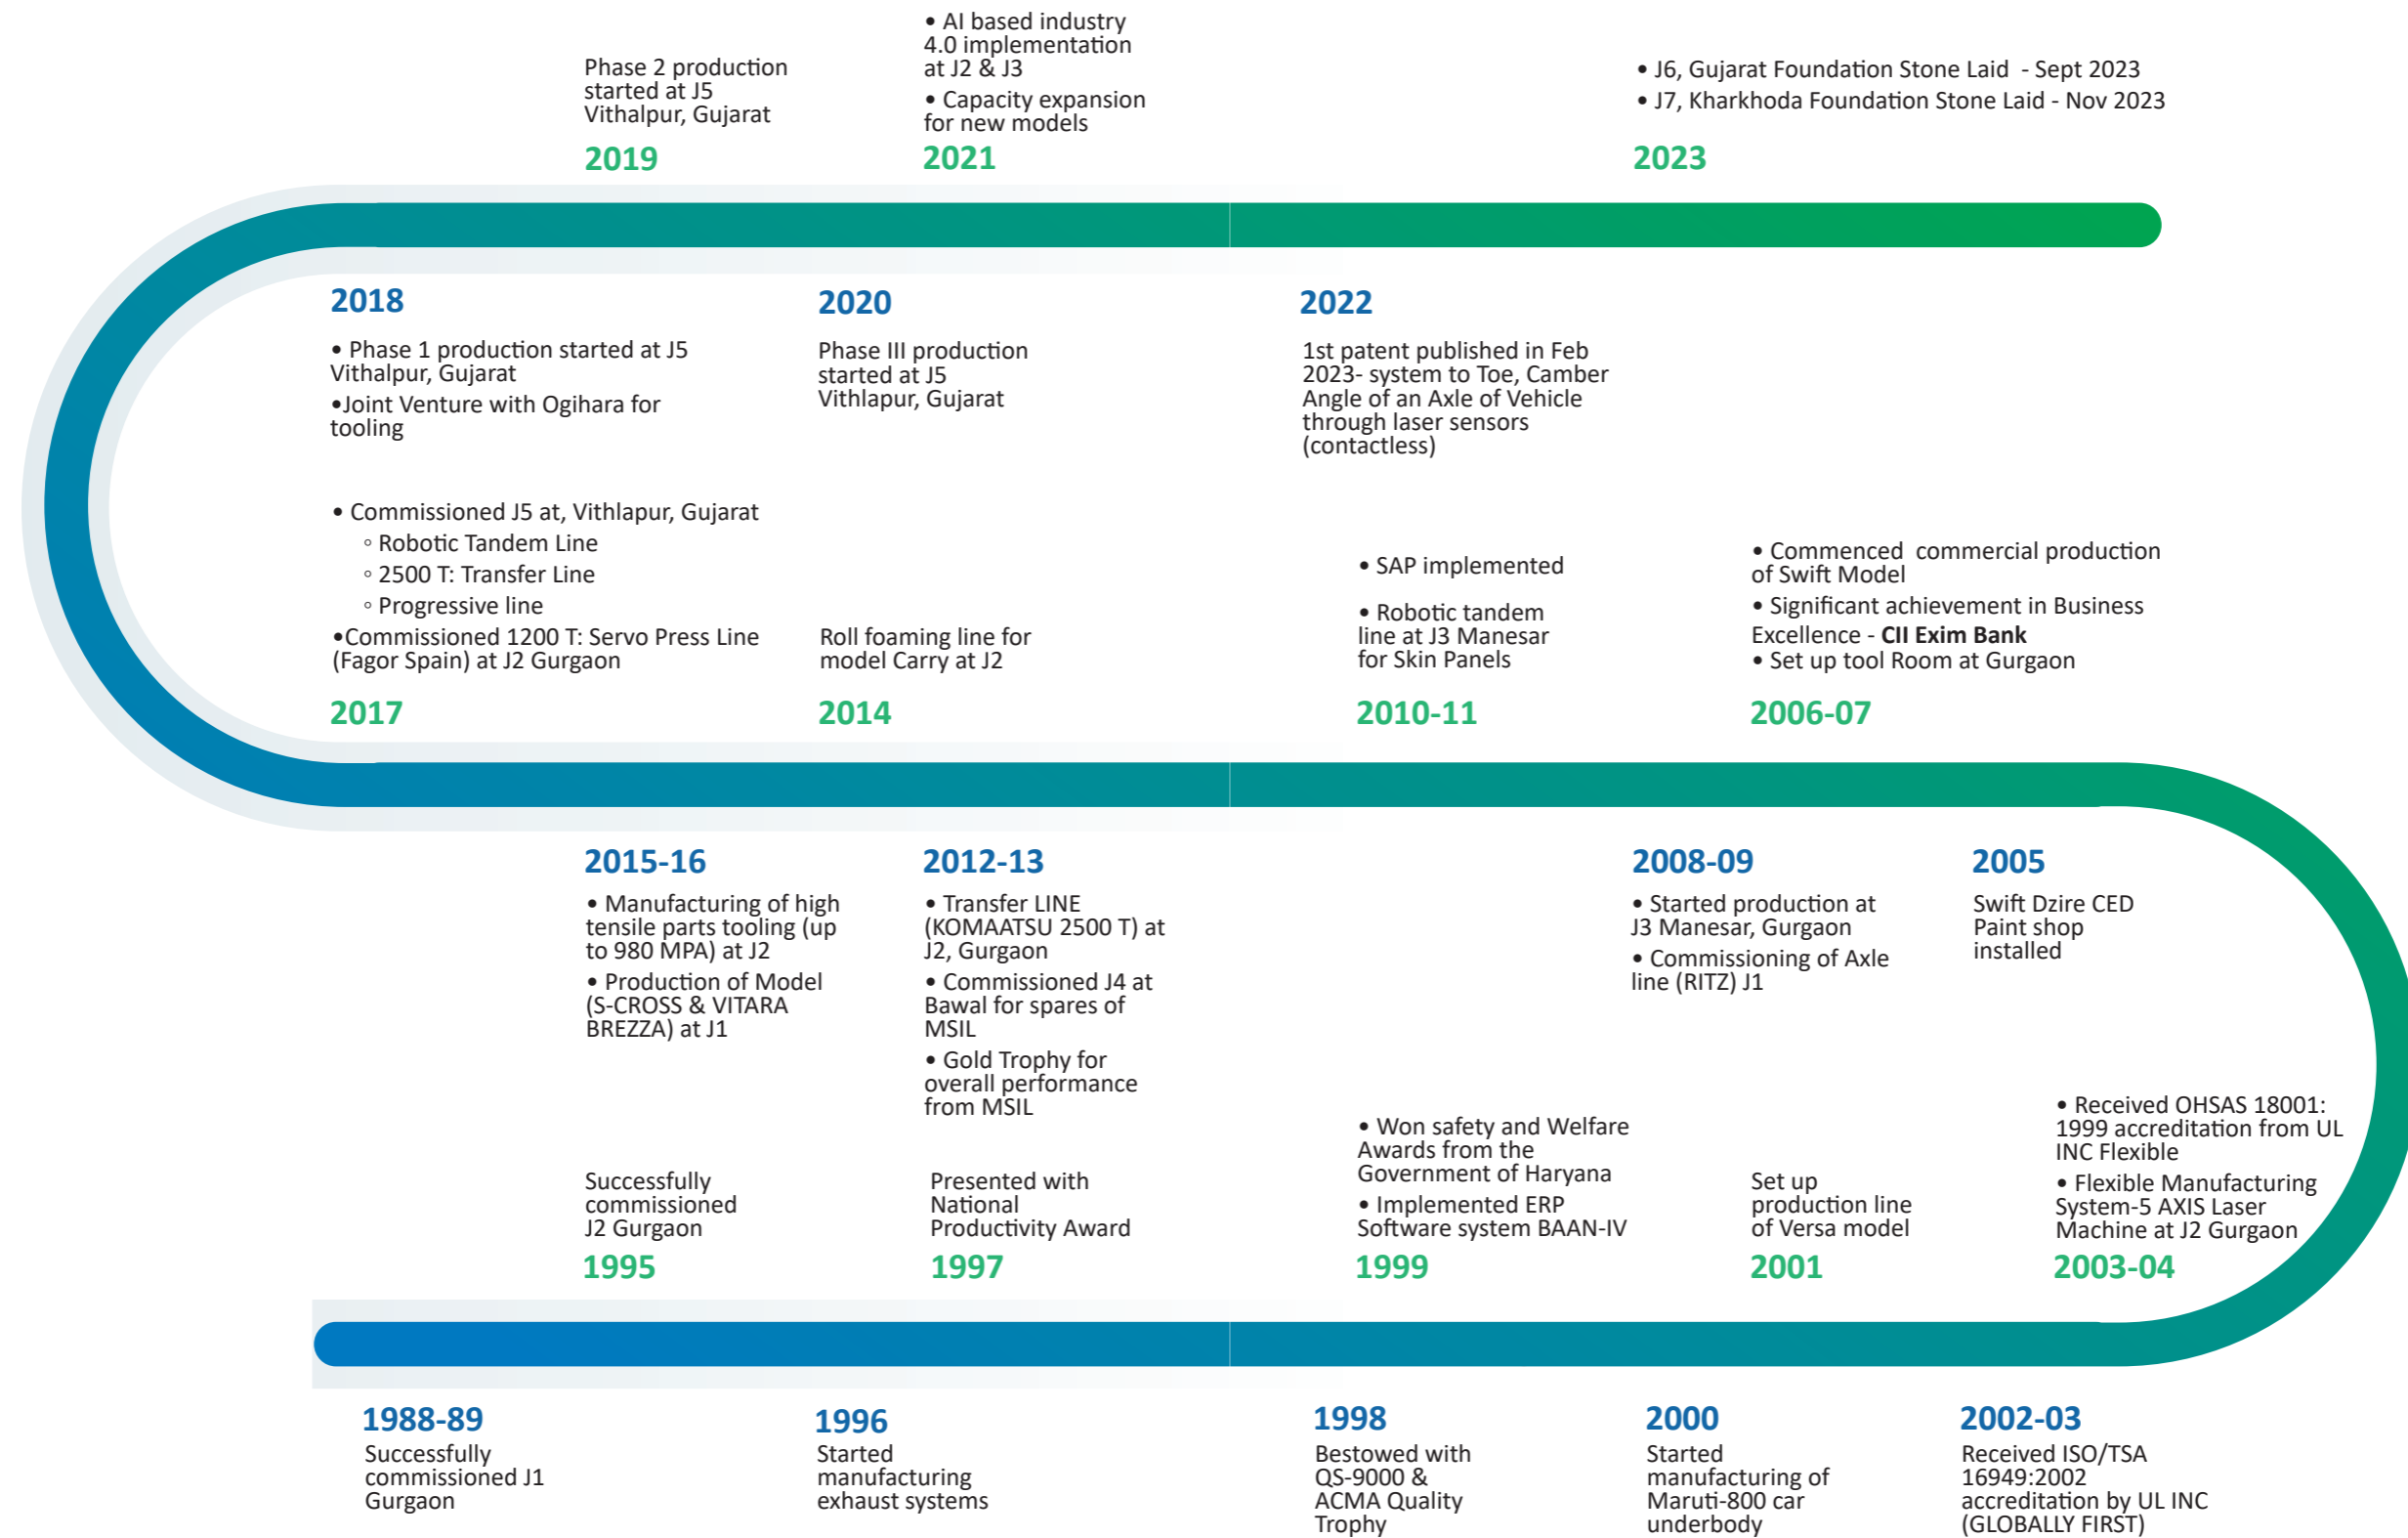 Phase 2 production
started at J5
Vithalpur, Gujarat
2019
• AI based industry
4.0 implementation
at J2 & J3
• Capacity expansion
for new models
2021
• J6, Gujarat Foundation Stone Laid - Sept 2023
• J7, Kharkhoda Foundation Stone Laid - Nov 2023
2023
2018
• Phase 1 production started at J5
Vithalpur, Gujarat
•Joint Venture with Ogihara for
tooling
2020
Phase III production
started at J5
Vithlapur, Gujarat
2022
1st patent published in Feb
2023- system to Toe, Camber
Angle of an Axle of Vehicle
through laser sensors
(contactless)
• Commissioned J5 at, Vithlapur, Gujarat
◦ Robotic Tandem Line
◦ 2500 T: Transfer Line
◦ Progressive line
•Commissioned 1200 T: Servo Press Line
(Fagor Spain) at J2 Gurgaon
2017
Roll foaming line for
model Carry at J2
2014
• SAP implemented
• Robotic tandem
line at J3 Manesar
for Skin Panels
2010-11
• Commenced commercial production
of Swift Model
• Significant achievement in Business
Excellence - CII Exim Bank
• Set up tool Room at Gurgaon
2006-07
2015-16
• Manufacturing of high
tensile parts tooling (up
to 980 MPA) at J2
• Production of Model
(S-CROSS & VITARA
BREZZA) at J1
2012-13
• Transfer LINE
(KOMAATSU 2500 T) at
J2, Gurgaon
• Commissioned J4 at
Bawal for spares of
MSIL
• Gold Trophy for
overall performance
from MSIL
2008-09
• Started production at
J3 Manesar, Gurgaon
• Commissioning of Axle
line (RITZ) J1
2005
Swift Dzire CED
Paint shop
installed
Successfully
commissioned
J2 Gurgaon
1995
Presented with
National
Productivity Award
1997
• Won safety and Welfare
Awards from the
Government of Haryana
• Implemented ERP
Software system BAAN-IV
1999
Set up
production line
of Versa model
2001
• Received OHSAS 18001:
1999 accreditation from UL
INC Flexible
• Flexible Manufacturing
System-5 AXIS Laser
Machine at J2 Gurgaon
2003-04
1988-89
Successfully
commissioned J1
Gurgaon
1996
Started
manufacturing
exhaust systems
1998
Bestowed with
QS-9000 &
ACMA Quality
Trophy
2000
Started
manufacturing of
Maruti-800 car
underbody
2002-03
Received ISO/TSA
16949:2002
accreditation by UL INC
(GLOBALLY FIRST)